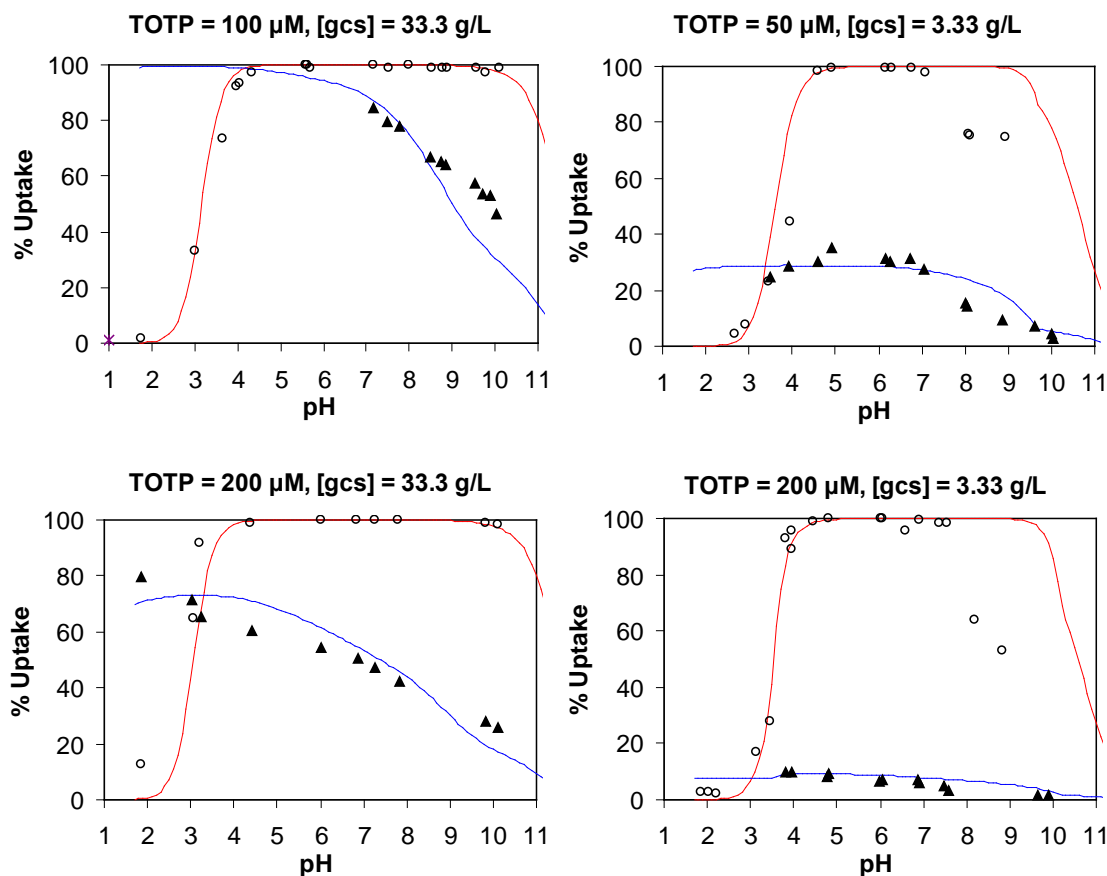 TOTP = 100 µM, [gcs] = 33.3 g/L
% Uptake
100
80
60
40
20
0
1 2 3 4 5 6 7 8 9 10 11
pH
TOTP = 50 µM, [gcs] = 3.33 g/L
% Uptake
100
80
60
40
20
0
1 2 3 4 5 6 7 8 9 10 11
pH
TOTP = 200 µM, [gcs] = 33.3 g/L
% Uptake
100
80
60
40
20
0
1 2 3 4 5 6 7 8 9 10 11
pH
TOTP = 200 µM, [gcs] = 3.33 g/L
% Uptake
100
80
60
40
20
0
1 2 3 4 5 6 7 8 9 10 11
pH